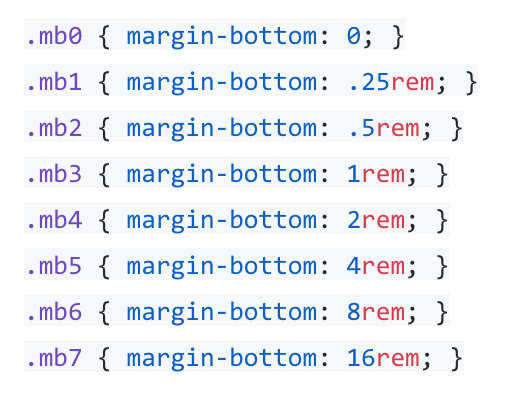 .mb0 { margin-bottom: 0; }
.mb1 { margin-bottom: .25rem; }
.mb2 { margin-bottom: .5rem; }
.mb3 { margin-bottom: 1rem; }
.mb4 { margin-bottom: 2rem; }
.mb5 { margin-bottom: 4rem; }
.mb6 { margin-bottom: 8rem; }
.mb7 { margin-bottom: 16rem; }